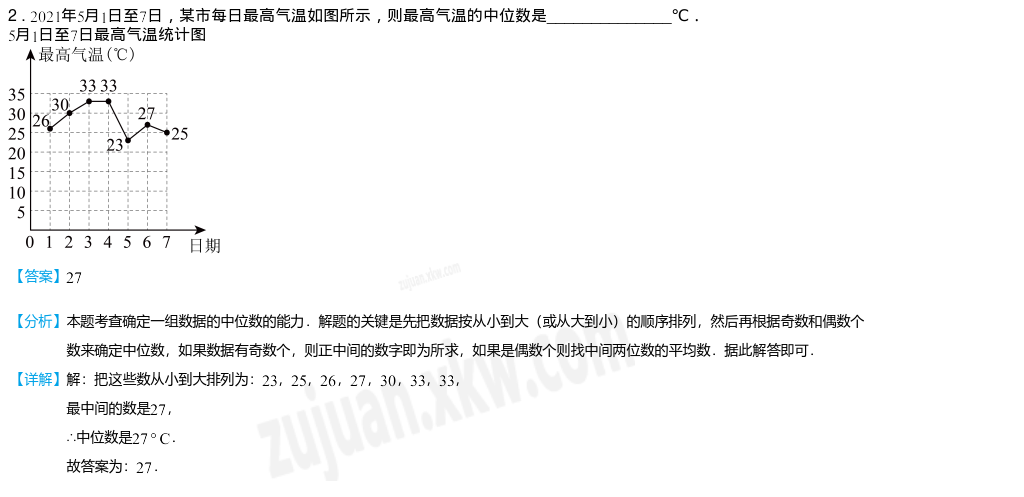 2．2021年5月1日至7日，某市每日最高气温如图所示，则最高气温的中位数是________________℃．
5月1日至7日最高气温统计图
最高气温(℃)
33 33
35
30
30
27
26
25
23
25
20
15
10
5
0 1 2 3 4 5 6 7 日期
【答案】27
zujuan.xkw.com
【分析】本题考查确定一组数据的中位数的能力．解题的关键是先把数据按从小到大（或从大到小）的顺序排列，然后再根据奇数和偶数个
数来确定中位数，如果数据有奇数个，则正中间的数字即为所求，如果是偶数个则找中间两位数的平均数．据此解答即可．
【详解】解：把这些数从小到大排列为：23，25，26，27，30，33，33，
最中间的数是27，
∴中位数是27°C．
故答案为：27．
zujuan.xkw.com